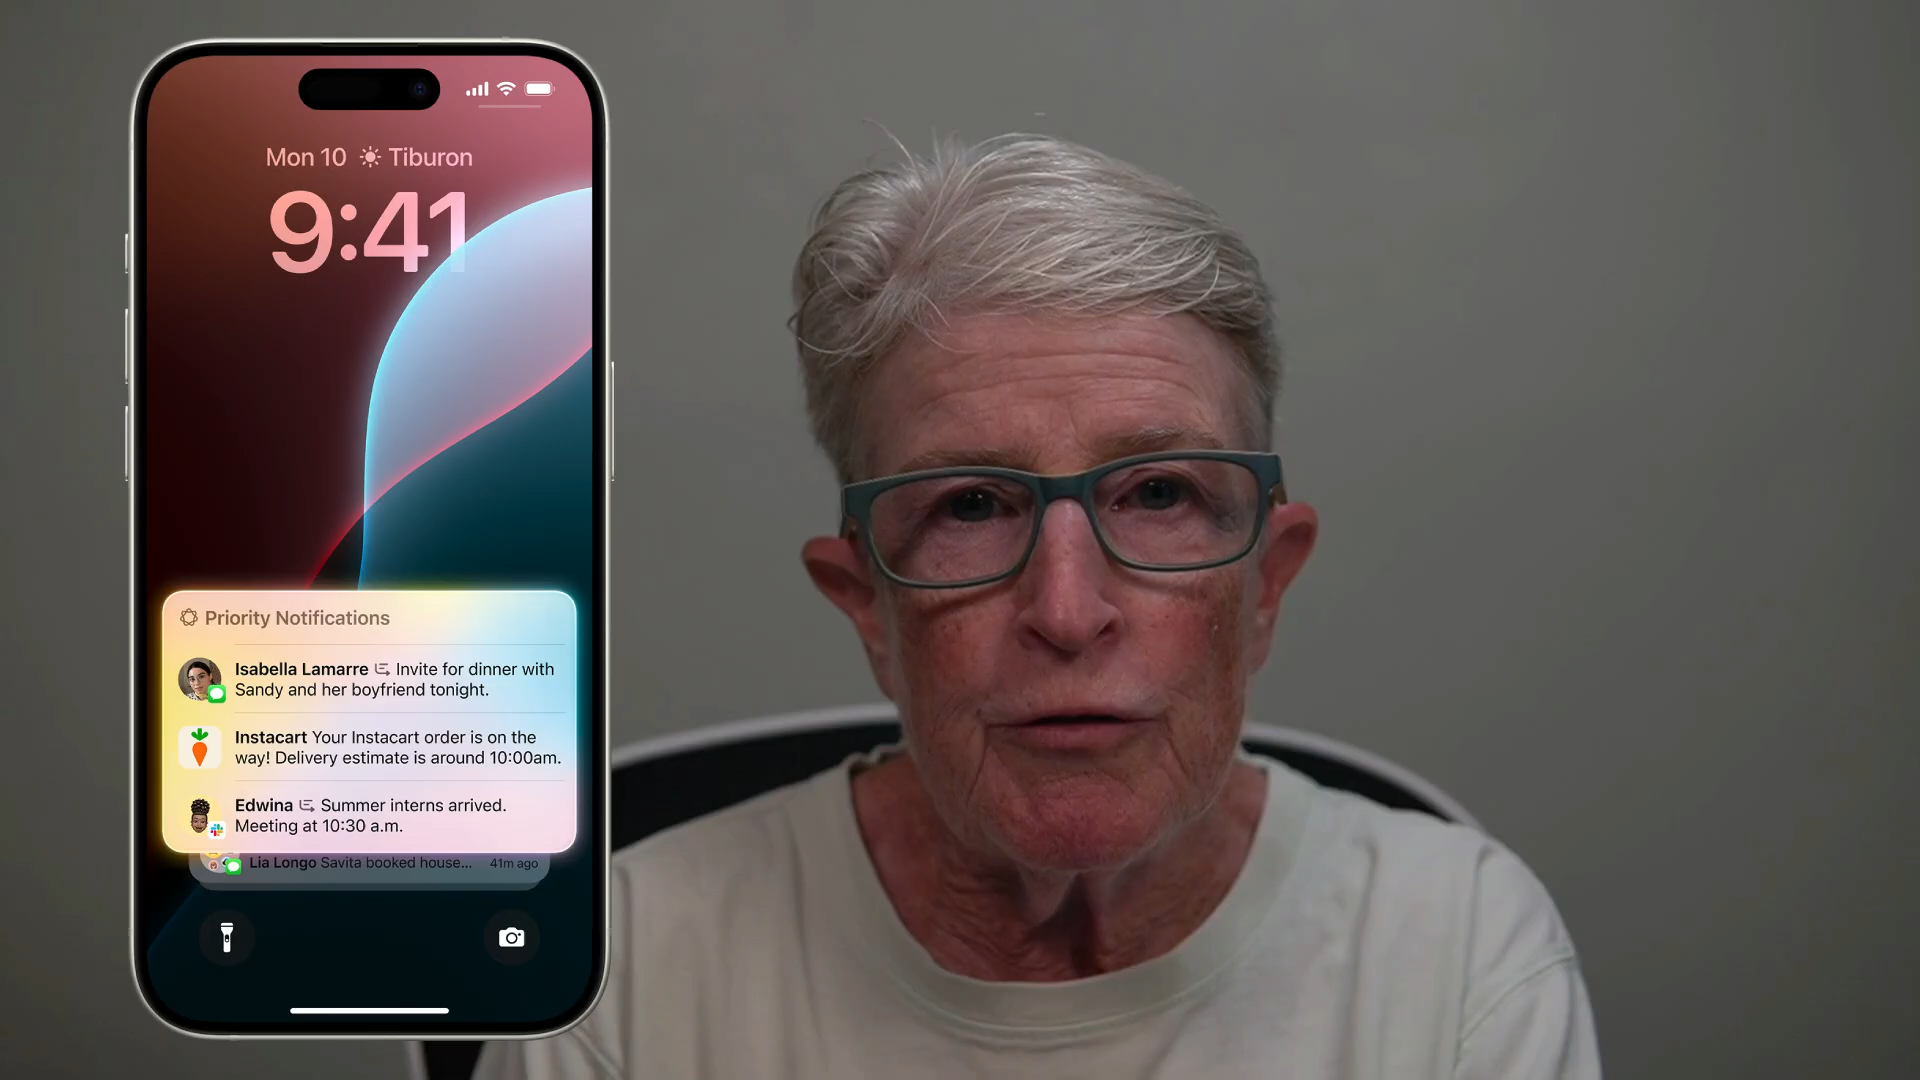 Mon 10 Tiburon
9:41
Priority Notifications
Isabella Lamarre Invite for dinner with
Sandy and her boyfriend tonight.
Instacart Your Instacart order is on the
way! Delivery estimate is around 10:00am.
Edwina Summer interns arrived.
Meeting at 10:30 a.m.
Lia Longo Savita booked house... 41m ago